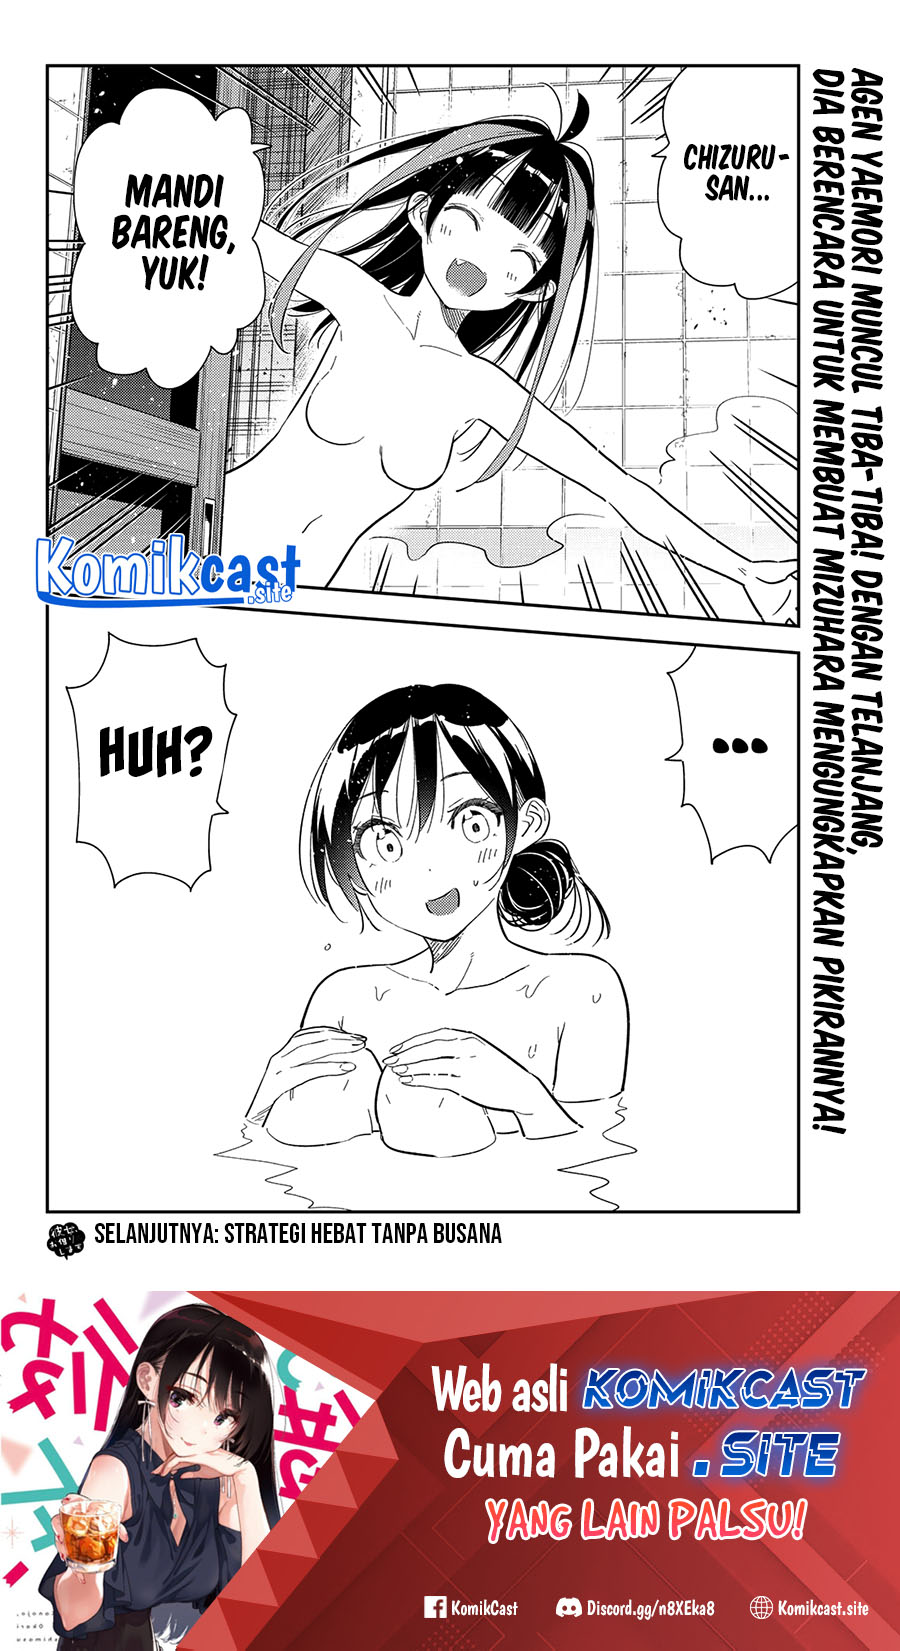 CHIZURU-
SAN...
MANDI
BARENG,
YUK!
AGEN YAEMORI MUNCUL TIBA-TIBA! DENGAN TELANJANG,
DIA BERENCARA UNTUK MEMBUAT MIZUHARA MENGUNGKAPKAN PIKIRANNYA!
Komikcast
.site
...
HUH?
SELANJUTNYA: STRATEGI HEBAT TANPA BUSANA
Web asli KOMIKCAST
Cuma Pakai .SITE
YANG LAIN PALSU!
KomikCast
Discord.gg/n8XEka8
Komikcast.site